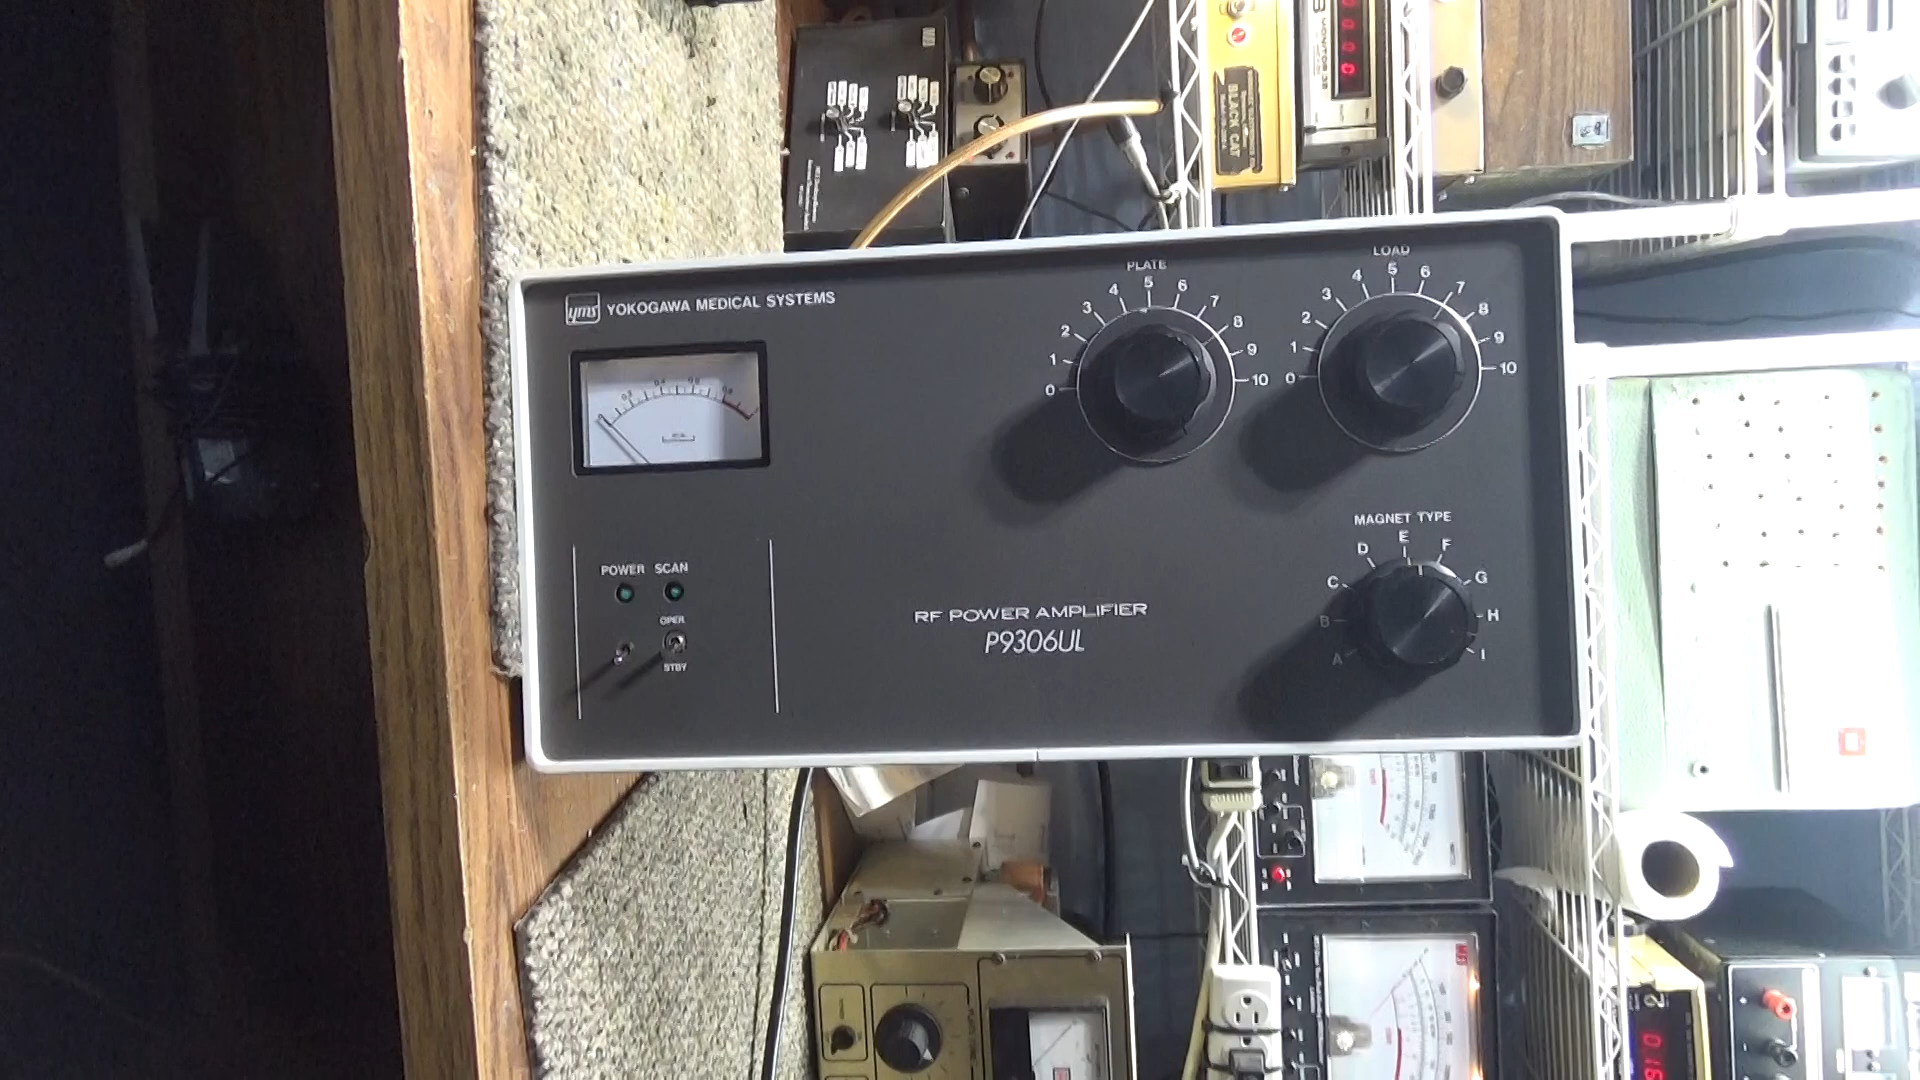 yms YOKOGAWA MEDICAL SYSTEMS
PLATE
0 1 2 3 4 5 6 7 8 9 10
LOAD
0 1 2 3 4 5 6 7 8 9 10
MAGNET TYPE
A B C D E F G H I
POWER SCAN
OPER
STBY
RF POWER AMPLIFIER
P9306UL
BLACK CAT